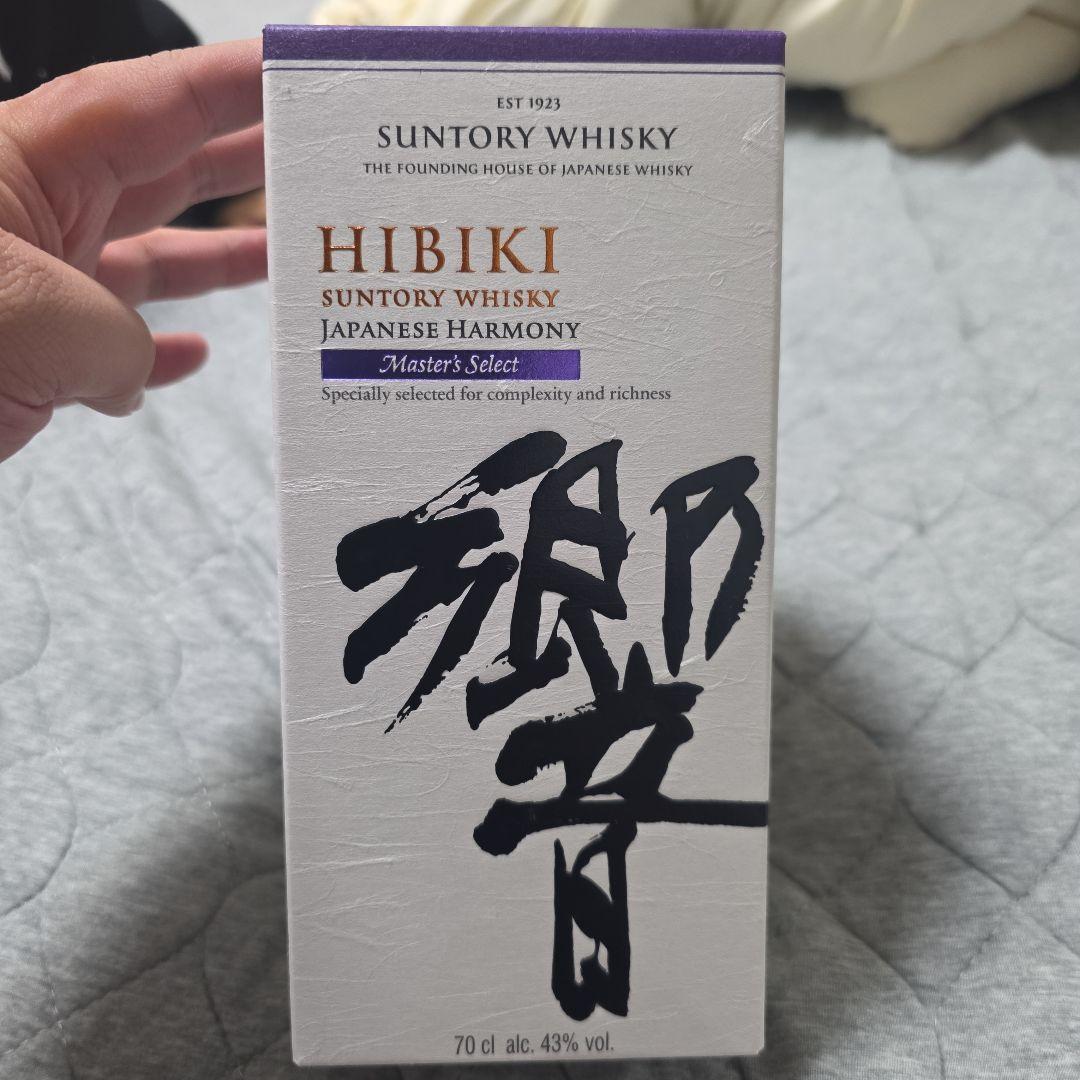 EST 1923
SUNTORY WHISKY
THE FOUNDING HOUSE OF JAPANESE WHISKY
HIBIKI
SUNTORY WHISKY
JAPANESE HARMONY
Master's Select
Specially selected for complexity and richness
響
70 cl alc. 43% vol.